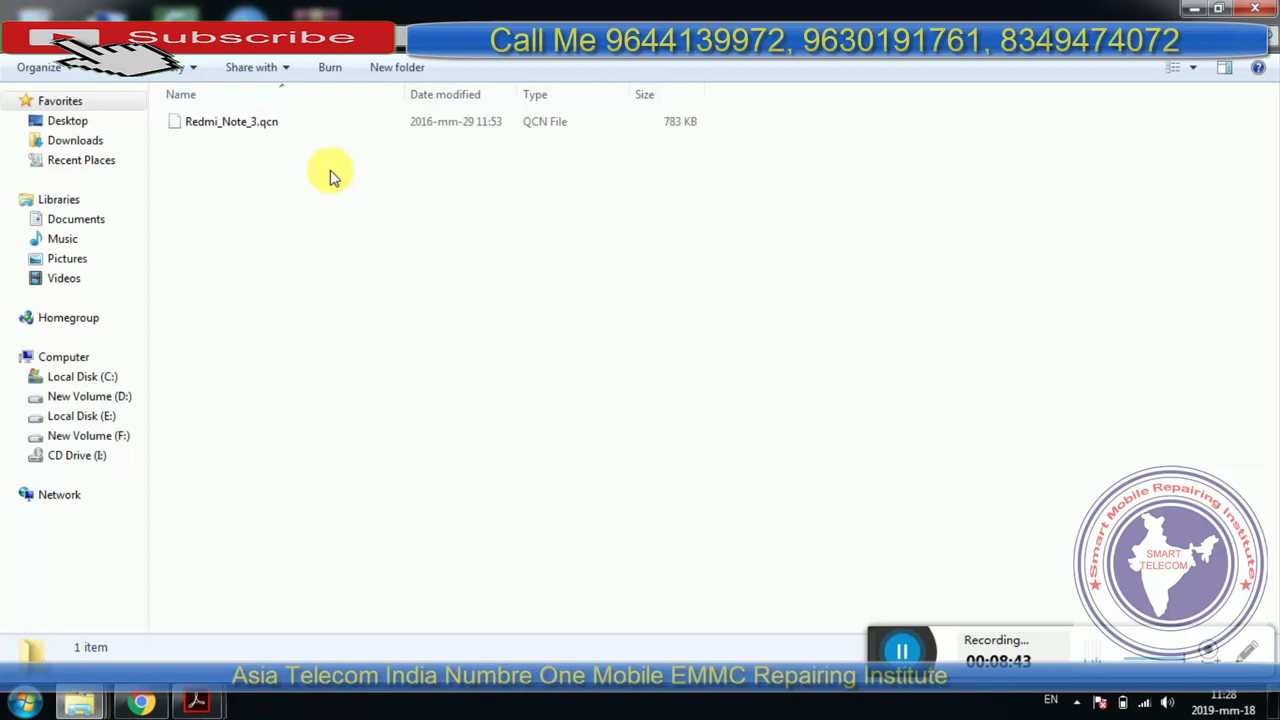 Subscribe
Call Me 9644139972, 9630191761, 8349474072
Organize
Share with
Burn
New folder
Name
Date modified
Type
Size
Favorites
Redmi_Note_3.qcn
2016-mm-29 11:53
QCN File
783 KB
Desktop
Downloads
Recent Places
Libraries
Documents
Music
Pictures
Videos
Homegroup
Computer
Local Disk (C:)
New Volume (D:)
Local Disk (E:)
New Volume (F:)
CD Drive (I:)
Network
Smart Mobile Repairing Institute
SMART
TELECOM
1 item
Recording...
00:08:43
Asia Telecom India Numbre One Mobile EMMC Repairing Institute
EN
11:28
2019-mm-18